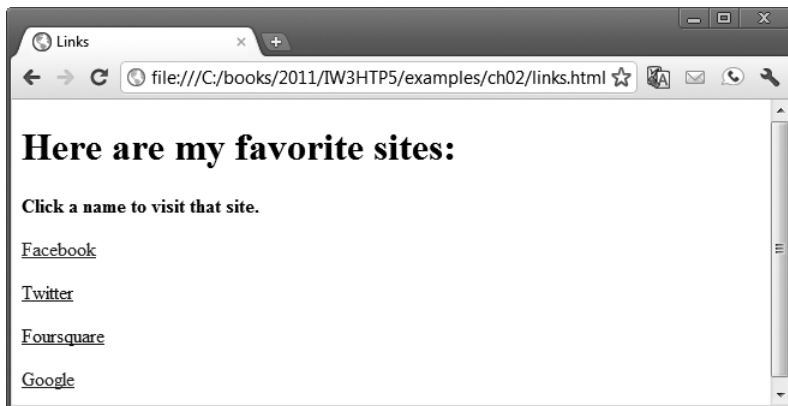 Links
file:///C:/books/2011/IW3HTP5/examples/ch02/links.html
Here are my favorite sites:
Click a name to visit that site.
Facebook
Twitter
Foursquare
Google